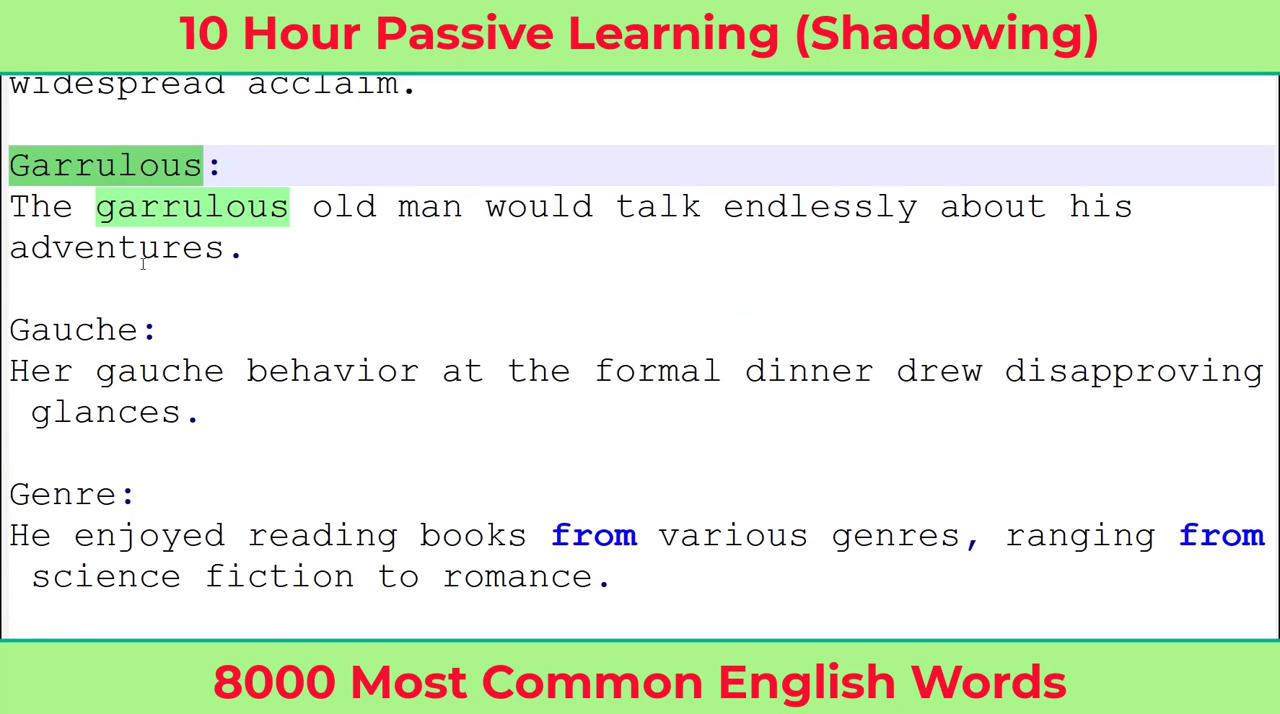 10 Hour Passive Learning (Shadowing)
widespread acclaim.
Garrulous:
The garrulous old man would talk endlessly about his
adventures.
Gauche:
Her gauche behavior at the formal dinner drew disapproving
glances.
Genre:
He enjoyed reading books from various genres, ranging from
science fiction to romance.
8000 Most Common English Words